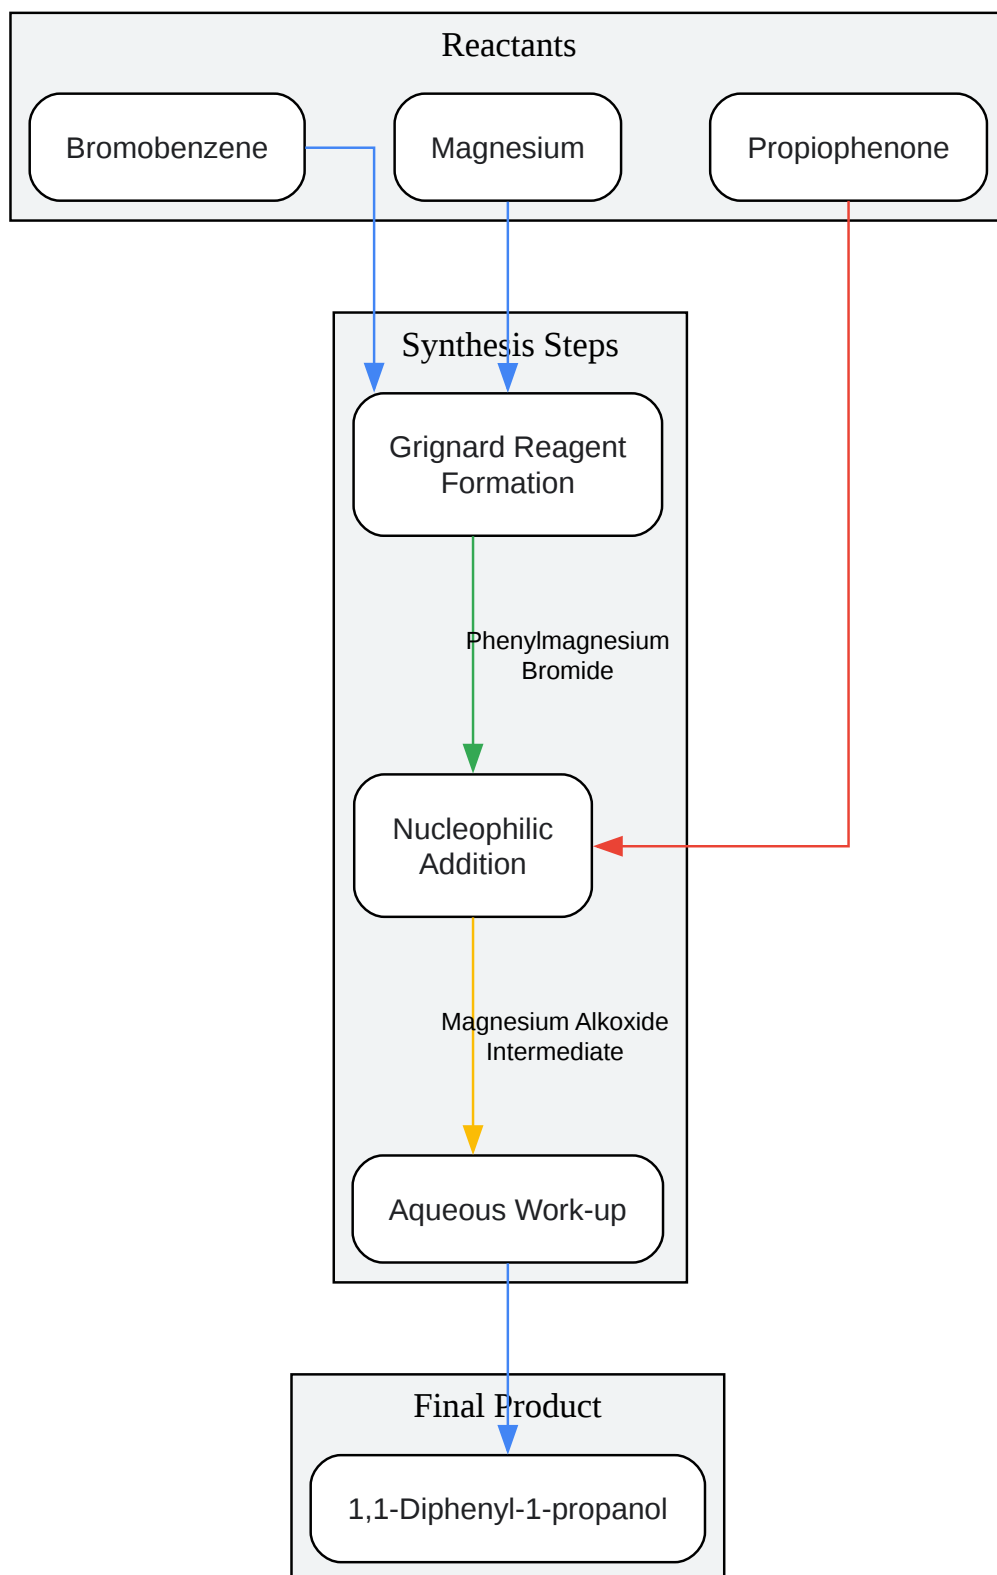 Reactants
Bromobenzene
Magnesium
Propiophenone
Synthesis Steps
Grignard Reagent
Formation
Phenylmagnesium
Bromide
Nucleophilic
Addition
Magnesium Alkoxide
Intermediate
Aqueous Work-up
Final Product
1,1-Diphenyl-1-propanol